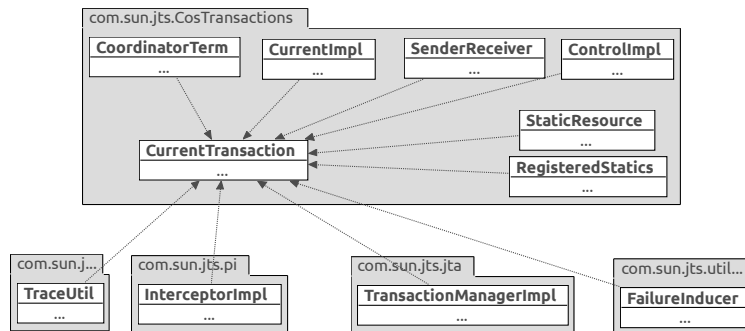 com.sun.jts.CosTransactions
CoordinatorTerm
...
CurrentImpl
...
SenderReceiver
...
ControlImpl
...
StaticResource
...
CurrentTransaction
...
RegisteredStatics
...
com.sun.j...
TraceUtil
...
com.sun.jts.pi
InterceptorImpl
...
com.sun.jts.jta
TransactionManagerImpl
...
com.sun.jts.util...
FailureInducer
...